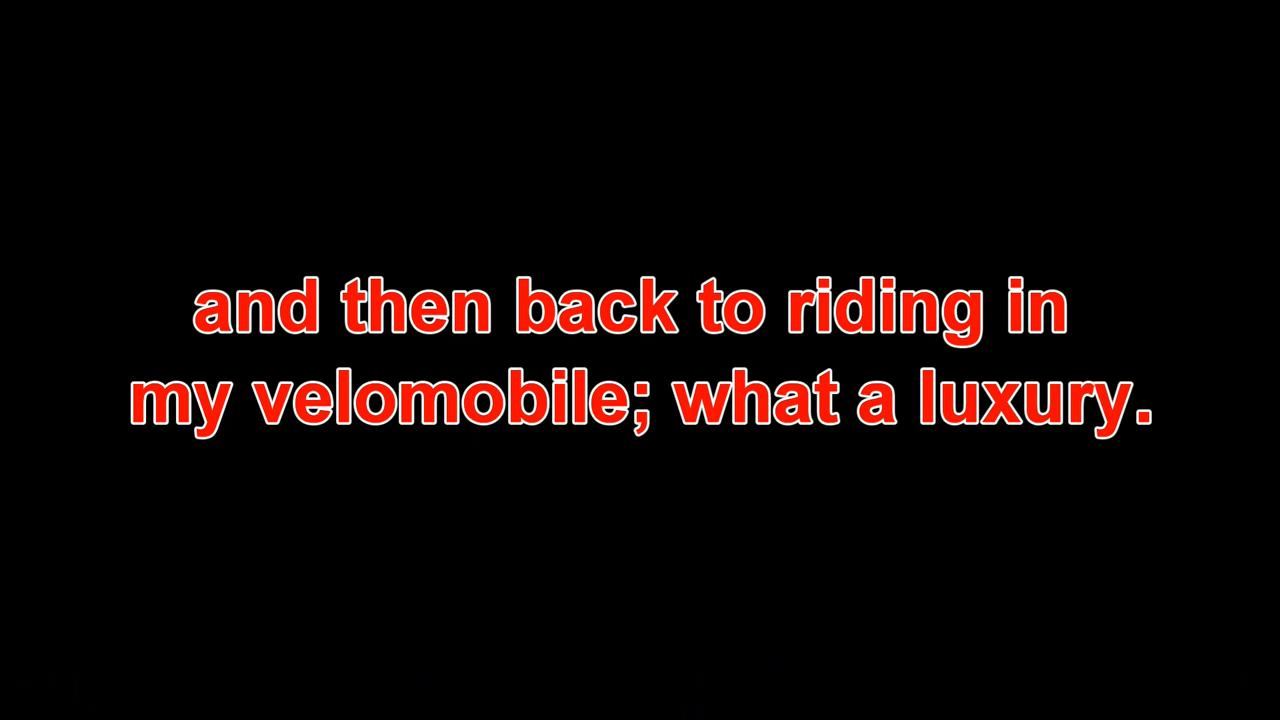 and then back to riding in
my velomobile; what a luxury.